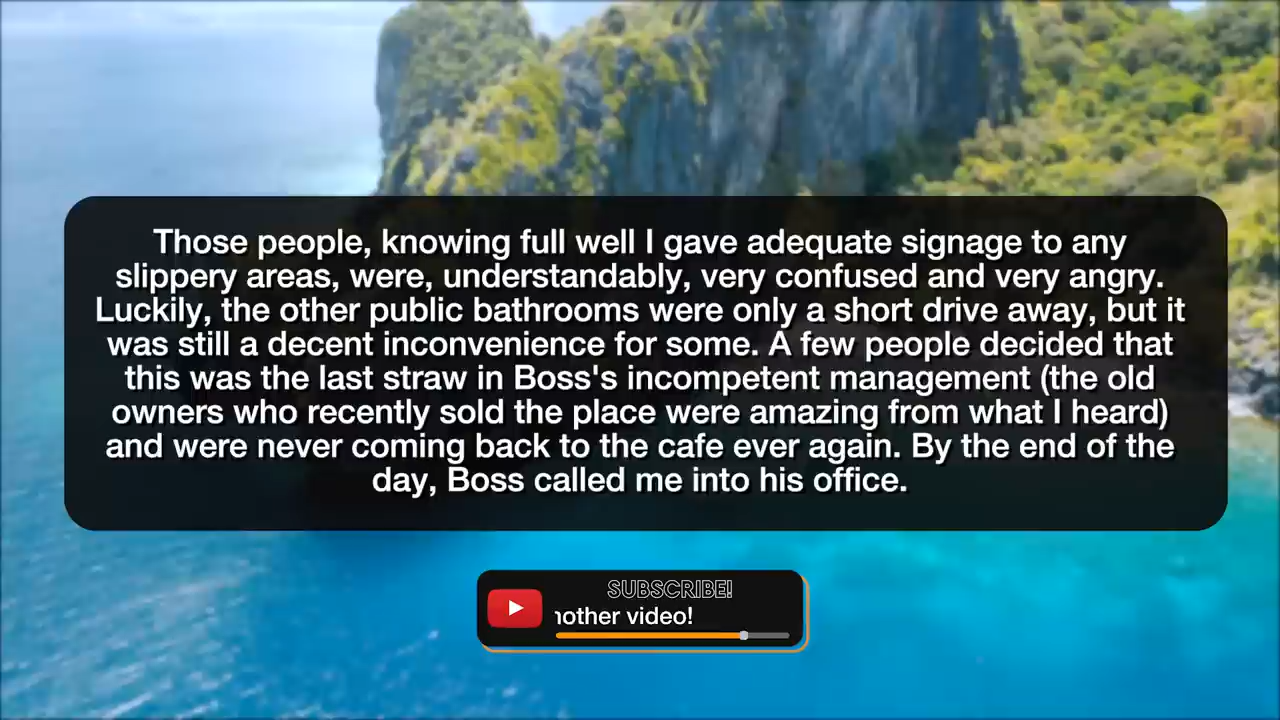 Those people, knowing full well I gave adequate signage to any
slippery areas, were, understandably, very confused and very angry.
Luckily, the other public bathrooms were only a short drive away, but it
was still a decent inconvenience for some. A few people decided that
this was the last straw in Boss's incompetent management (the old
owners who recently sold the place were amazing from what I heard)
and were never coming back to the cafe ever again. By the end of the
day, Boss called me into his office.
SUBSCRIBE!
other video!